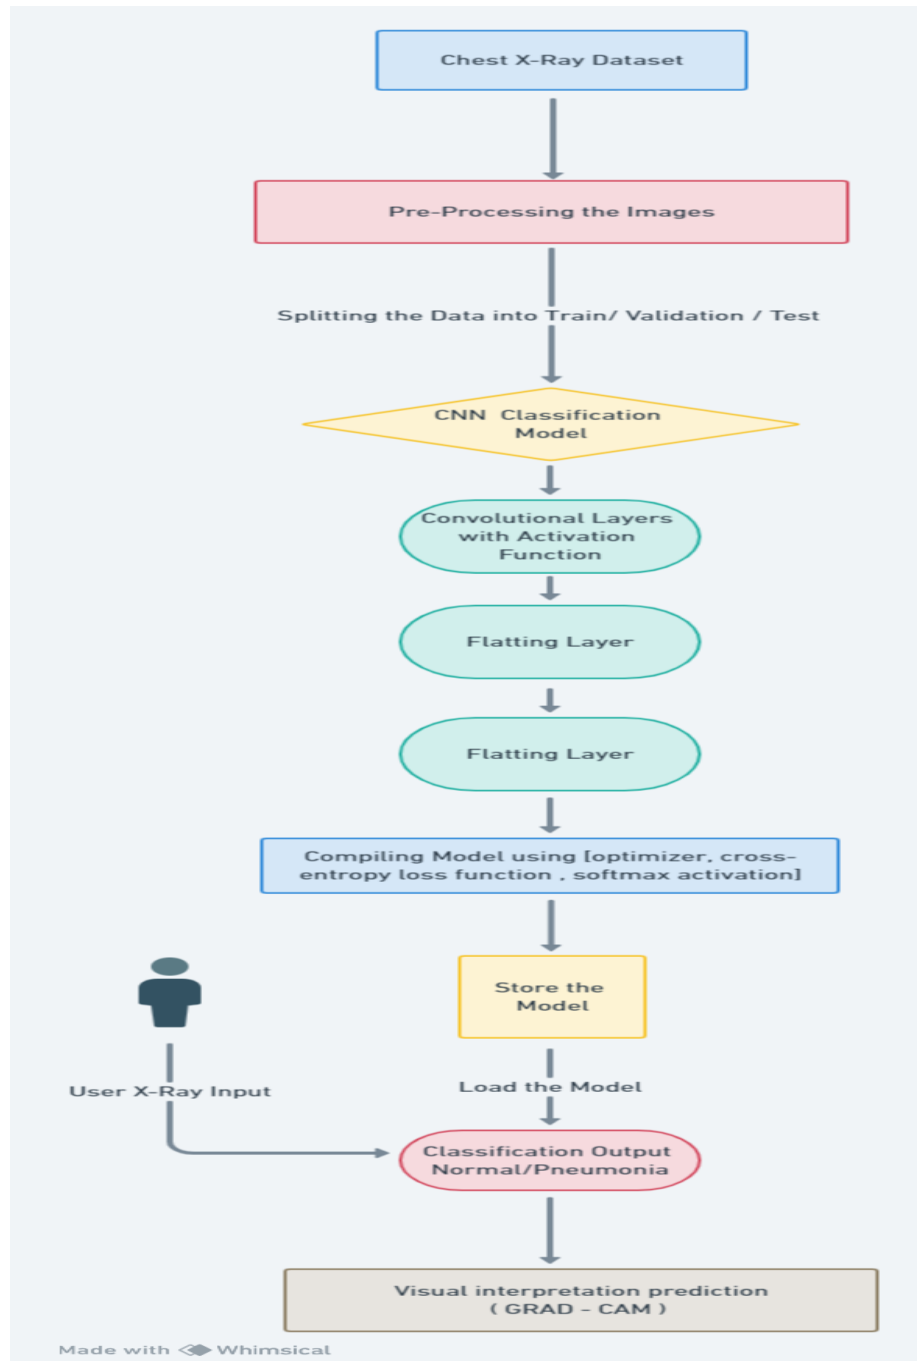 Chest X-Ray Dataset
Pre-Processing the Images
Splitting the Data into Train/ Validation / Test
CNN Classification
Model
Convolutional Layers
with Activation
Function
Flatting Layer
Flatting Layer
Compiling Model using [optimizer, cross-
entropy loss function , softmax activation]
Store the
Model
User X-Ray Input
Load the Model
Classification Output
Normal/Pneumonia
Visual interpretation prediction
( GRAD - CAM )
Made with Whimsical